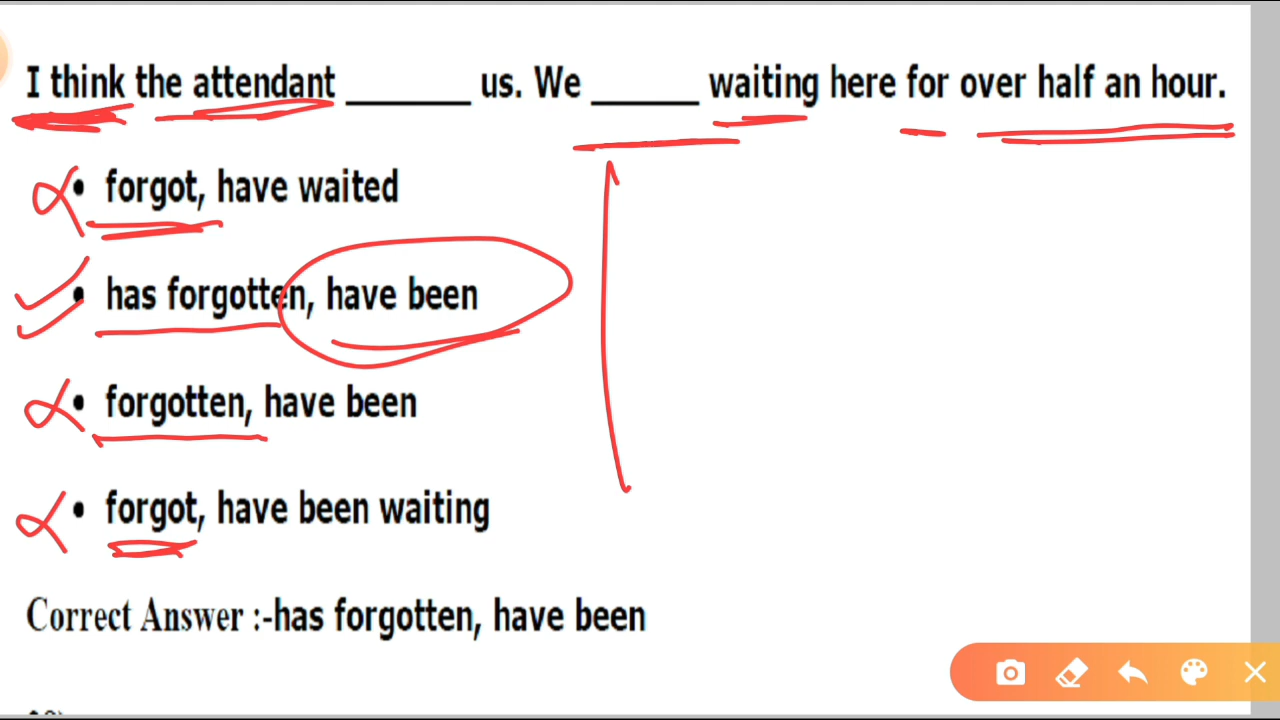 I think the attendant _______ us. We ______ waiting here for over half an hour.
• forgot, have waited
• has forgotten, have been
• forgotten, have been
• forgot, have been waiting
Correct Answer :-has forgotten, have been